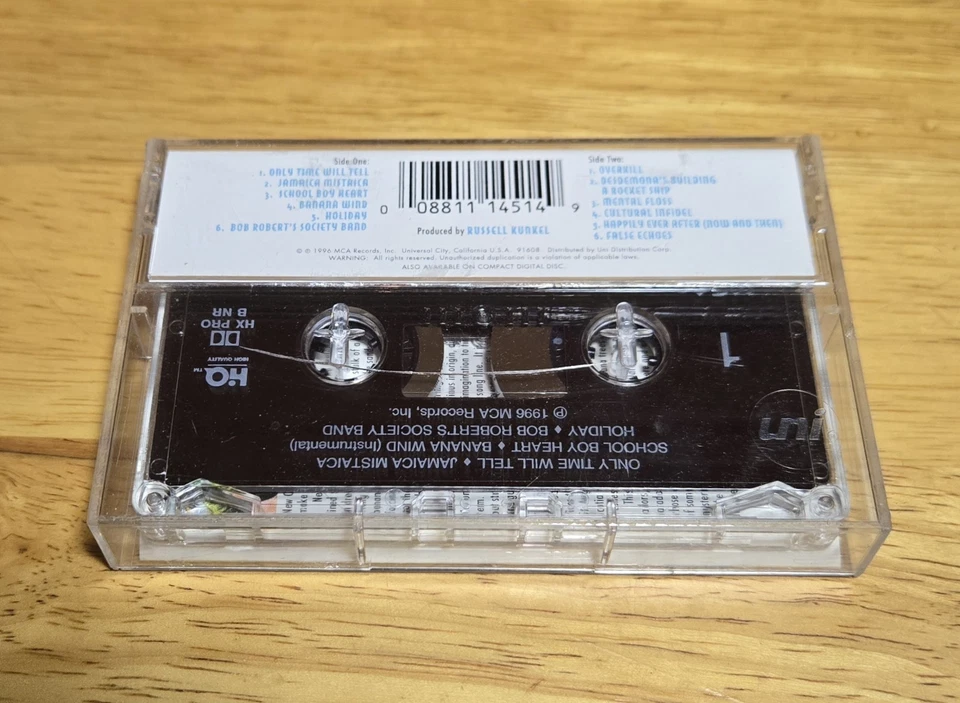 Side One:
1. ONLY TIME WILL TELL
2. JAMAICA MISTAICA
3. SCHOOL BOY HEART
4. BANANA WIND
5. HOLIDAY
6. BOB ROBERT'S SOCIETY BAND
0 08811 14514 9
Produced by RUSSELL KUNKEL
Side Two:
1. OVERKILL
2. DESDEMONA'S BUILDING
A ROCKET SHIP
3. MENTAL FLOSS
4. CULTURAL INFIDEL
5. HAPPILY EVER AFTER (NOW AND THEN)
6. FALSE ECHOES
℗ © 1996 MCA Records, Inc. Universal City, California U.S.A. 91608 Distributed by Uni Distribution Corp.
WARNING: All rights reserved. Unauthorized duplication is a violation of applicable laws.
ALSO AVAILABLE ON COMPACT DIGITAL DISC.
uni
ONLY TIME WILL TELL ♦ JAMAICA MISTAICA
SCHOOL BOY HEART ♦ BANANA WIND (Instrumental)
HOLIDAY ♦ BOB ROBERT'S SOCIETY BAND
℗ 1996 MCA Records, Inc.
1
HiQ TM
HIGH QUALITY
HX PRO
B NR